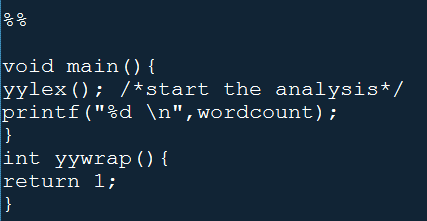 %%
void main(){
yylex(); /*start the analysis*/
printf("%d \n",wordcount);
}
int yywrap(){
return 1;
}